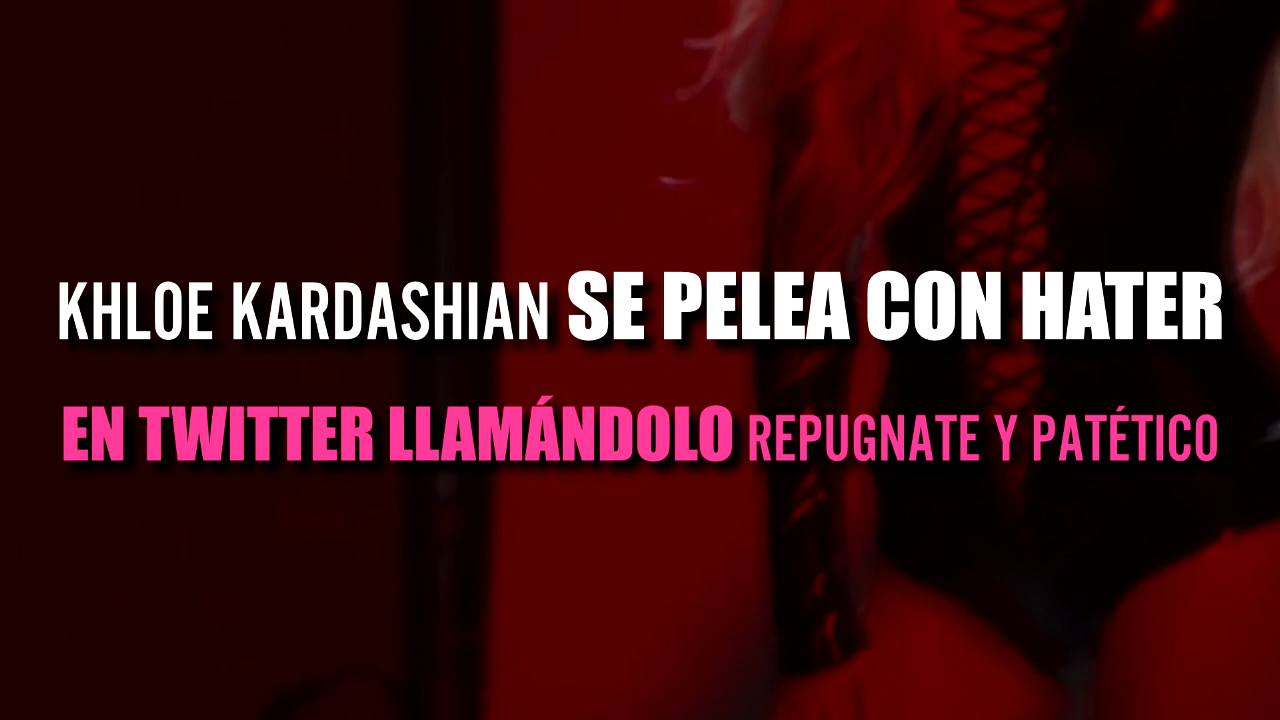 KHLOE KARDASHIAN SE PELEA CON HATER
EN TWITTER LLAMÁNDOLO REPUGNATE Y PATÉTICO